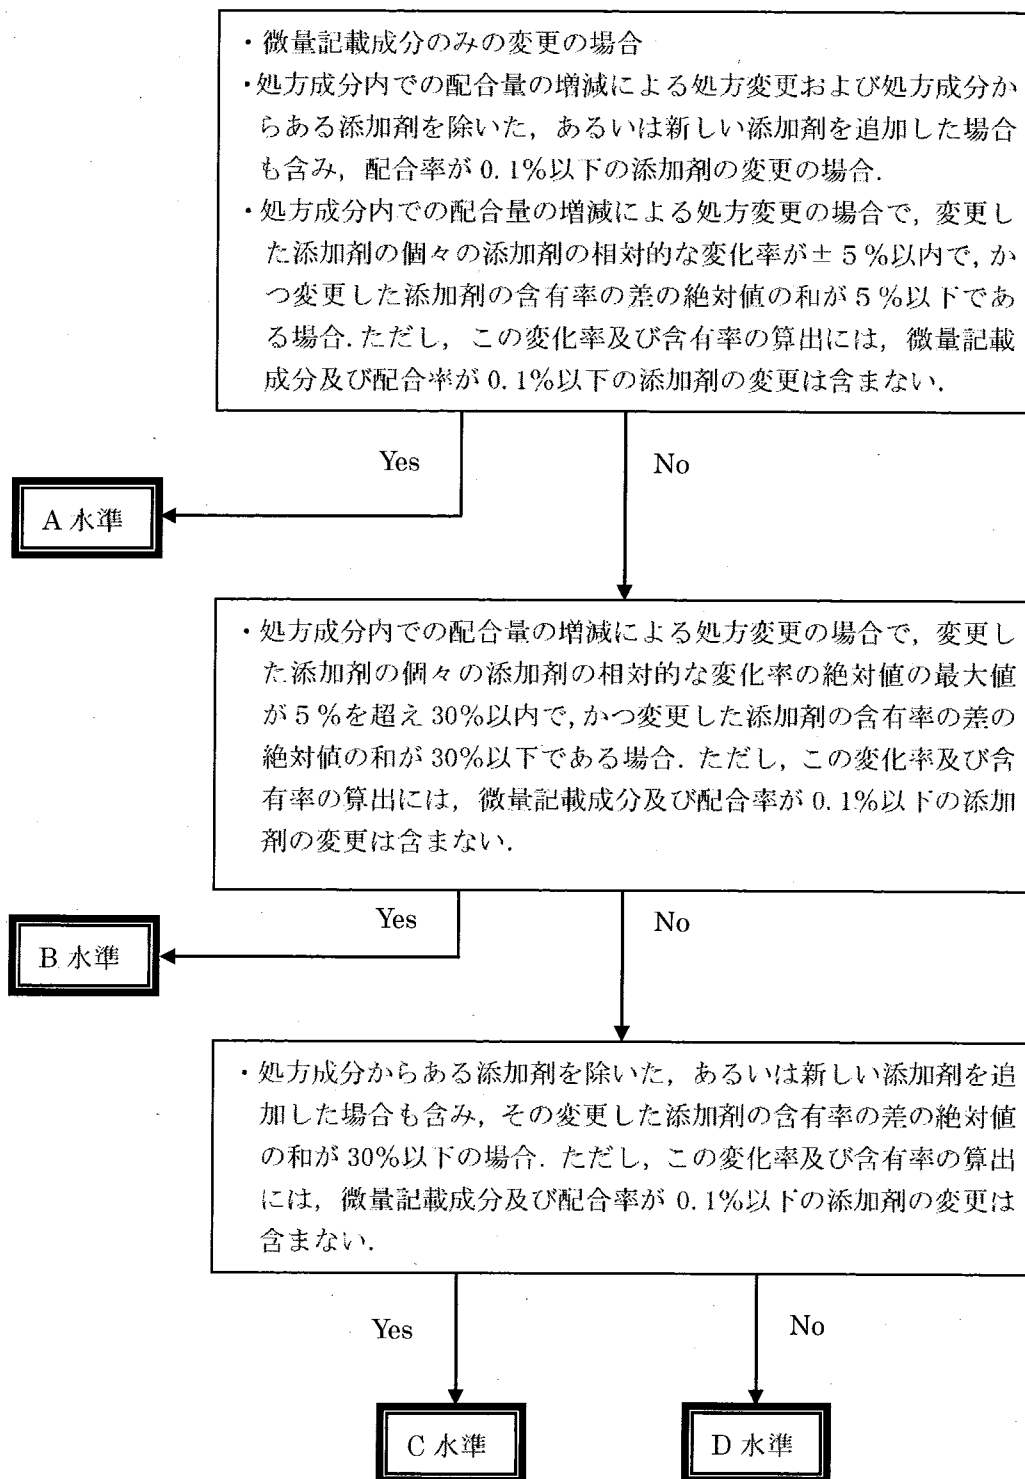 ・微量記載成分のみの変更の場合
・処方成分内での配合量の増減による処方変更および処方成分か
らある添加剤を除いた，あるいは新しい添加剤を追加した場合
も含み，配合率が 0.1%以下の添加剤の変更の場合．
・処方成分内での配合量の増減による処方変更の場合で，変更し
た添加剤の個々の添加剤の相対的な変化率が±5%以内で，か
つ変更した添加剤の含有率の差の絶対値の和が 5%以下であ
る場合．ただし，この変化率及び含有率の算出には，微量記載
成分及び配合率が 0.1%以下の添加剤の変更は含まない．
Yes
No
A 水準
・処方成分内での配合量の増減による処方変更の場合で，変更し
た添加剤の個々の添加剤の相対的な変化率の絶対値の最大値
が 5%を超え 30%以内で，かつ変更した添加剤の含有率の差の
絶対値の和が 30%以下である場合．ただし，この変化率及び含
有率の算出には，微量記載成分及び配合率が 0.1%以下の添加
剤の変更は含まない．
Yes
No
B 水準
・処方成分からある添加剤を除いた，あるいは新しい添加剤を追
加した場合も含み，その変更した添加剤の含有率の差の絶対値
の和が 30%以下の場合．ただし，この変化率及び含有率の算出
には，微量記載成分及び配合率が 0.1%以下の添加剤の変更は
含まない．
Yes
No
C 水準
D 水準